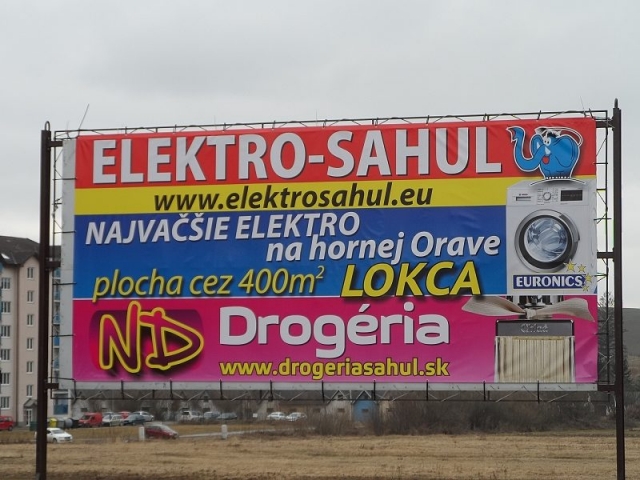 ELEKTRO-SAHUL
www.elektrosahul.eu
NAJVAČŠIE ELEKTRO
na hornej Orave
plocha cez 400m² LOKCA
EURONICS
ND Drogéria
www.drogeriasahul.sk